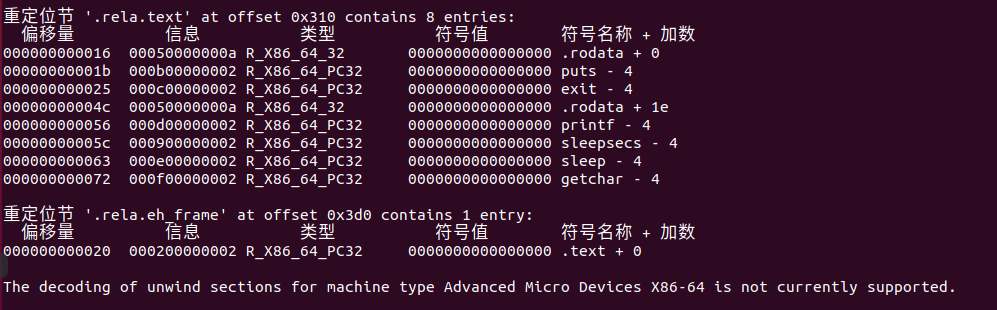 重定位节 '.rela.text' at offset 0x310 contains 8 entries:
偏移量 信息 类型 符号值 符号名称 + 加数
000000000016 00050000000a R_X86_64_32 0000000000000000 .rodata + 0
00000000001b 000b00000002 R_X86_64_PC32 0000000000000000 puts - 4
000000000025 000c00000002 R_X86_64_PC32 0000000000000000 exit - 4
00000000004c 00050000000a R_X86_64_32 0000000000000000 .rodata + 1e
000000000056 000d00000002 R_X86_64_PC32 0000000000000000 printf - 4
00000000005c 000900000002 R_X86_64_PC32 0000000000000000 sleepsecs - 4
000000000063 000e00000002 R_X86_64_PC32 0000000000000000 sleep - 4
000000000072 000f00000002 R_X86_64_PC32 0000000000000000 getchar - 4
重定位节 '.rela.eh_frame' at offset 0x3d0 contains 1 entry:
偏移量 信息 类型 符号值 符号名称 + 加数
000000000020 000200000002 R_X86_64_PC32 0000000000000000 .text + 0
The decoding of unwind sections for machine type Advanced Micro Devices X86-64 is not currently supported.